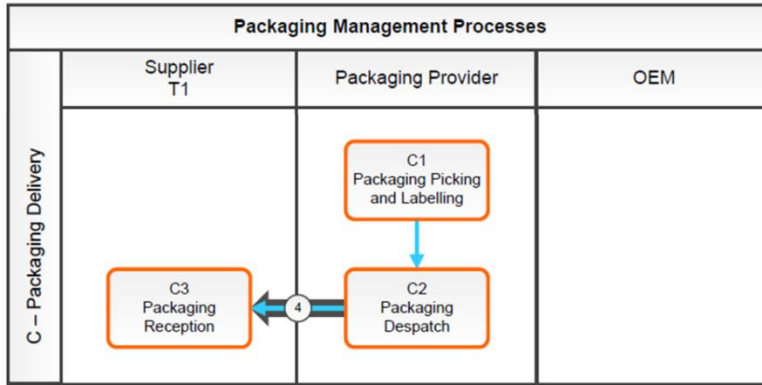 Packaging Management Processes
Supplier
T1
Packaging Provider
OEM
C – Packaging Delivery
C1
Packaging Picking
and Labelling
C3
Packaging
Reception
4
C2
Packaging
Despatch